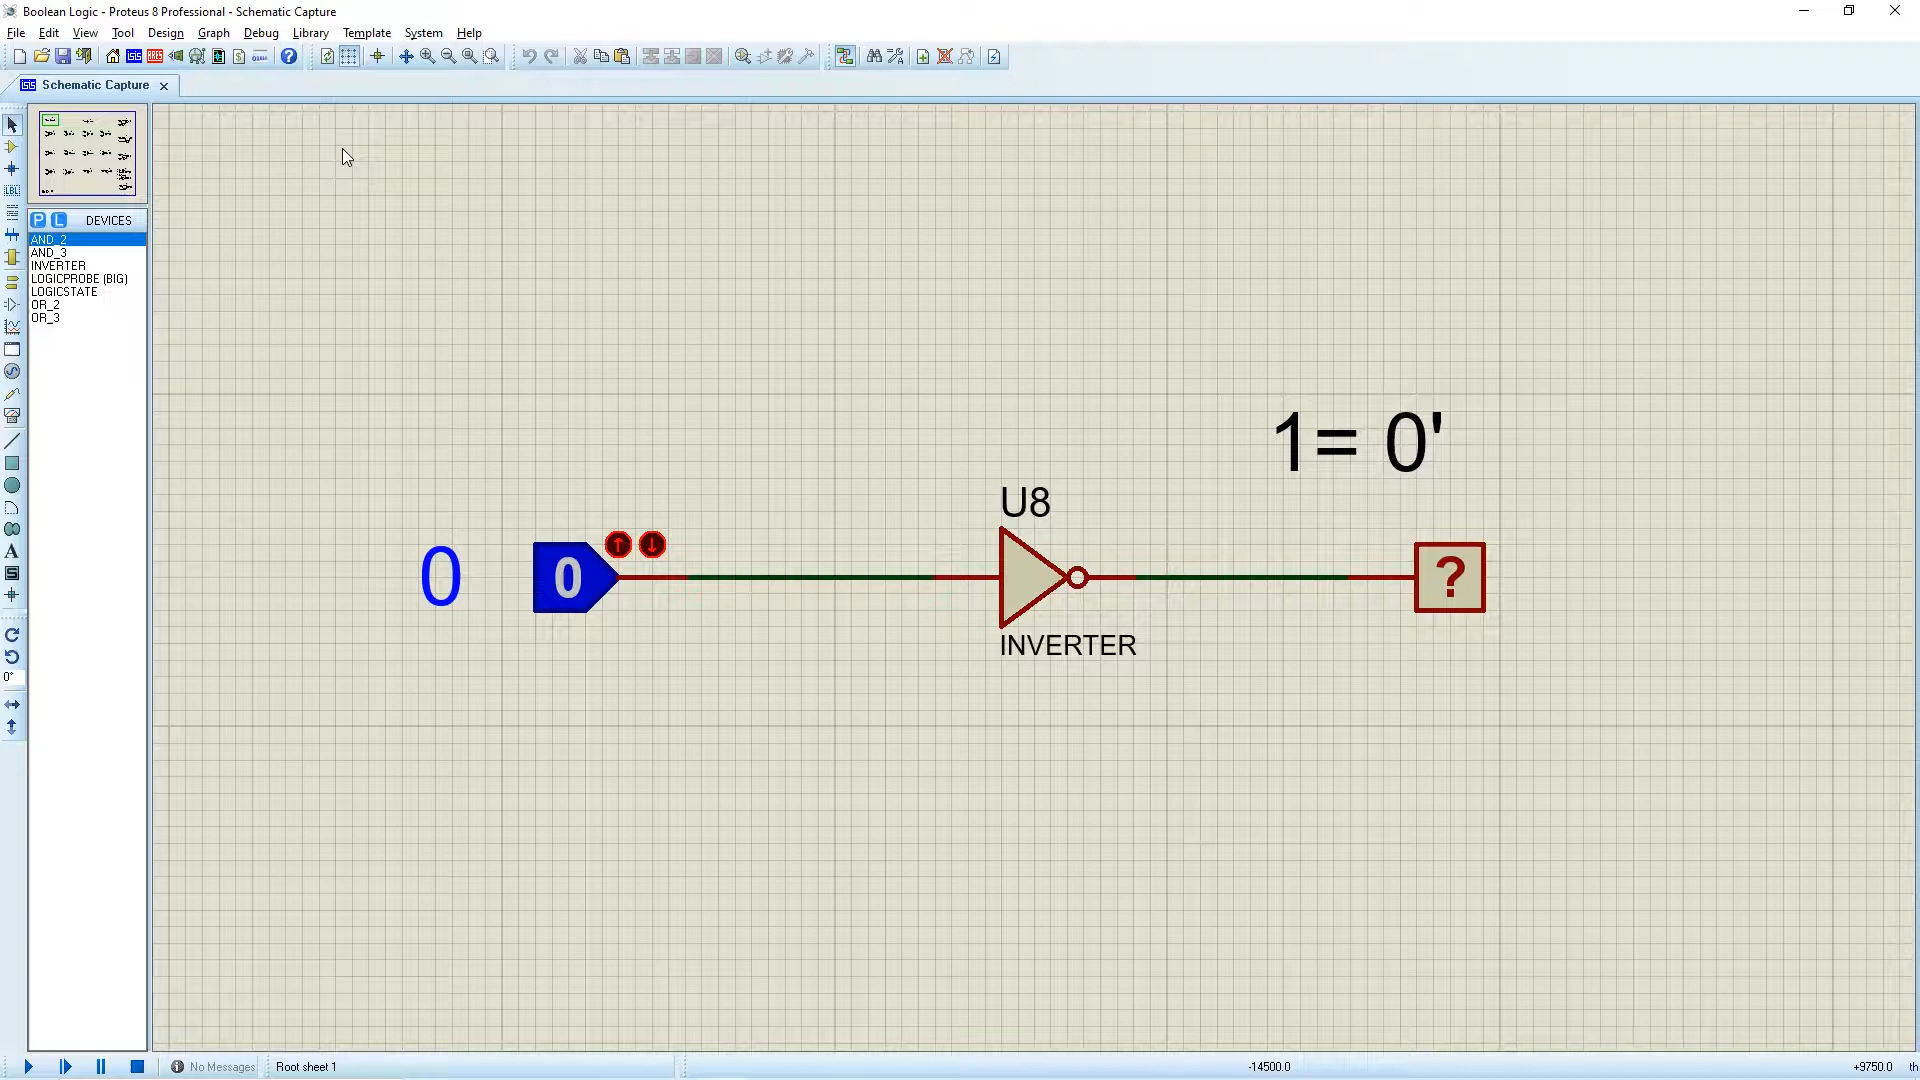 Boolean Logic - Proteus 8 Professional - Schematic Capture
File Edit View Tool Design Graph Debug Library Template System Help
Schematic Capture
P L DEVICES
AND_2
AND_3
INVERTER
LOGICPROBE (BIG)
LOGICSTATE
OR_2
OR_3
LBL
A
0°
1= 0'
U8
0
0
?
INVERTER
No Messages
Root sheet 1
-14500.0
+9750.0
th